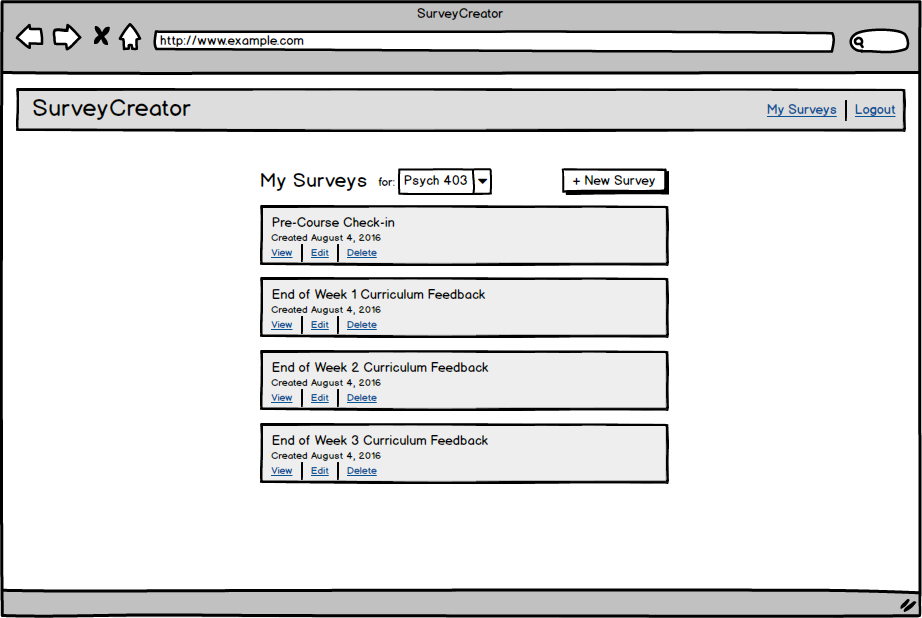 SurveyCreator
http://www.example.com
SurveyCreator My Surveys Logout
My Surveys for: Psych 403 + New Survey
Pre-Course Check-in
Created August 4, 2016
View Edit Delete
End of Week 1 Curriculum Feedback
Created August 4, 2016
View Edit Delete
End of Week 2 Curriculum Feedback
Created August 4, 2016
View Edit Delete
End of Week 3 Curriculum Feedback
Created August 4, 2016
View Edit Delete